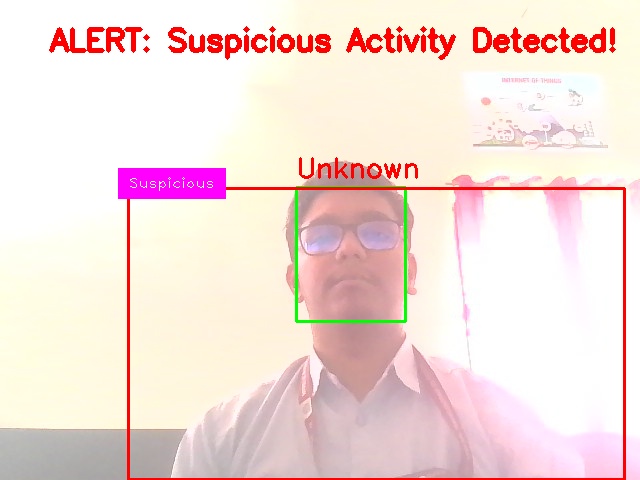 ALERT: Suspicious Activity Detected!
INTERNET OF THINGS
Unknown
Suspicious